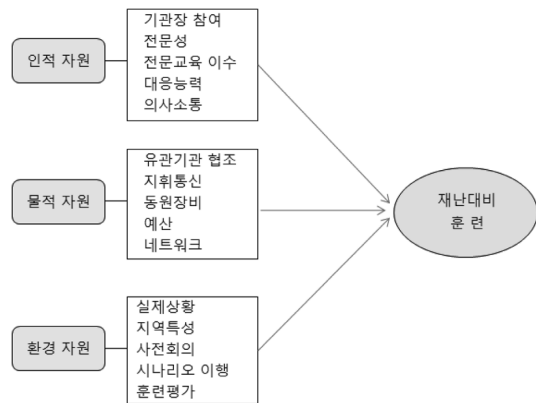 인적 자원
기관장 참여
전문성
전문교육 이수
대응능력
의사소통
물적 자원
유관기관 협조
지휘통신
동원장비
예산
네트워크
환경 자원
실제상황
지역특성
사전회의
시나리오 이행
훈련평가
재난대비
훈 련